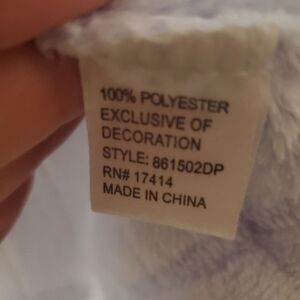 100% POLYESTER
EXCLUSIVE OF
DECORATION
STYLE: 861502DP
RN# 17414
MADE IN CHINA